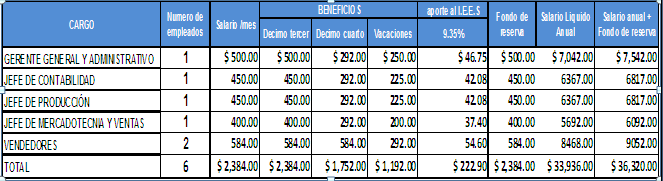 CARGO Numero de empleados Salario /mes BENEFICIO $ aporte al I.E.E.S Fondo de reserva Salario Liquido Anual Salario anual + Fondo de reserva
Decimo tercer Decimo cuarto Vacaciones 9.35%
GERENTE GENERAL Y ADMINISTRATIVO 1 $ 500.00 $ 500.00 $ 292.00 $ 250.00 $ 46.75 $ 500.00 $ 7,042.00 $ 7,542.00
JEFE DE CONTABILIDAD 1 450.00 450.00 292.00 225.00 42.08 450.00 6367.00 6817.00
JEFE DE PRODUCCIÓN 1 450.00 450.00 292.00 225.00 42.08 450.00 6367.00 6817.00
JEFE DE MERCADOTECNIA Y VENTAS 1 400.00 400.00 292.00 200.00 37.40 400.00 5692.00 6092.00
VENDEDORES 2 584.00 584.00 584.00 292.00 54.60 584.00 8468.00 9052.00
TOTAL 6 $ 2,384.00 $ 2,384.00 $ 1,752.00 $ 1,192.00 $ 222.90 $ 2,384.00 $ 33,936.00 $ 36,320.00